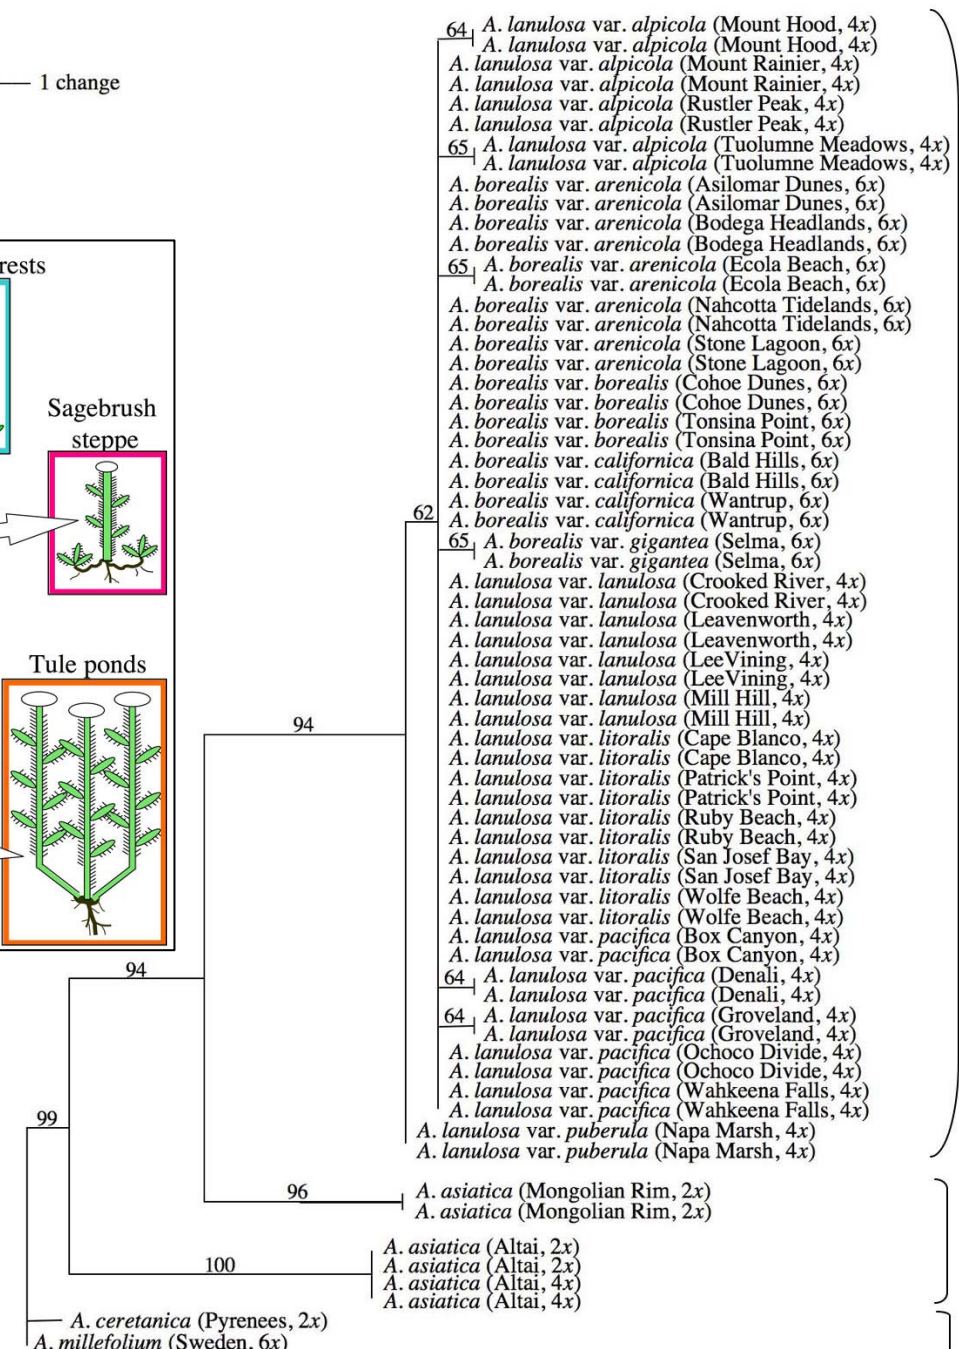 64
A. lanulosa var. alpicola (Mount Hood, 4x)
A. lanulosa var. alpicola (Mount Hood, 4x)
A. lanulosa var. alpicola (Mount Rainier, 4x)
1 change
A. lanulosa var. alpicola (Mount Rainier, 4x)
A. lanulosa var. alpicola (Rustler Peak, 4x)
A. lanulosa var. alpicola (Rustler Peak, 4x)
65
A. lanulosa var. alpicola (Tuolumne Meadows, 4x)
A. lanulosa var. alpicola (Tuolumne Meadows, 4x)
A. borealis var. arenicola (Asilomar Dunes, 6x)
A. borealis var. arenicola (Asilomar Dunes, 6x)
A. borealis var. arenicola (Bodega Headlands, 6x)
A. borealis var. arenicola (Bodega Headlands, 6x)
rests
65
A. borealis var. arenicola (Ecola Beach, 6x)
A. borealis var. arenicola (Ecola Beach, 6x)
A. borealis var. arenicola (Nahcotta Tidelands, 6x)
A. borealis var. arenicola (Nahcotta Tidelands, 6x)
A. borealis var. arenicola (Stone Lagoon, 6x)
A. borealis var. arenicola (Stone Lagoon, 6x)
A. borealis var. borealis (Cohoe Dunes, 6x)
A. borealis var. borealis (Cohoe Dunes, 6x)
Sagebrush
steppe
A. borealis var. borealis (Tonsina Point, 6x)
A. borealis var. borealis (Tonsina Point, 6x)
A. borealis var. californica (Bald Hills, 6x)
A. borealis var. californica (Bald Hills, 6x)
A. borealis var. californica (Wantrup, 6x)
62
A. borealis var. californica (Wantrup, 6x)
65
A. borealis var. gigantea (Selma, 6x)
A. borealis var. gigantea (Selma, 6x)
A. lanulosa var. lanulosa (Crooked River, 4x)
A. lanulosa var. lanulosa (Crooked River, 4x)
A. lanulosa var. lanulosa (Leavenworth, 4x)
A. lanulosa var. lanulosa (Leavenworth, 4x)
Tule ponds
A. lanulosa var. lanulosa (LeeVining, 4x)
A. lanulosa var. lanulosa (LeeVining, 4x)
A. lanulosa var. lanulosa (Mill Hill, 4x)
A. lanulosa var. lanulosa (Mill Hill, 4x)
94
A. lanulosa var. litoralis (Cape Blanco, 4x)
A. lanulosa var. litoralis (Cape Blanco, 4x)
A. lanulosa var. litoralis (Patrick's Point, 4x)
A. lanulosa var. litoralis (Patrick's Point, 4x)
A. lanulosa var. litoralis (Ruby Beach, 4x)
A. lanulosa var. litoralis (Ruby Beach, 4x)
A. lanulosa var. litoralis (San Josef Bay, 4x)
A. lanulosa var. litoralis (San Josef Bay, 4x)
A. lanulosa var. litoralis (Wolfe Beach, 4x)
A. lanulosa var. litoralis (Wolfe Beach, 4x)
A. lanulosa var. pacifica (Box Canyon, 4x)
A. lanulosa var. pacifica (Box Canyon, 4x)
94
64
A. lanulosa var. pacifica (Denali, 4x)
A. lanulosa var. pacifica (Denali, 4x)
64
A. lanulosa var. pacifica (Groveland, 4x)
A. lanulosa var. pacifica (Groveland, 4x)
A. lanulosa var. pacifica (Ochoco Divide, 4x)
A. lanulosa var. pacifica (Ochoco Divide, 4x)
A. lanulosa var. pacifica (Wahkeena Falls, 4x)
A. lanulosa var. pacifica (Wahkeena Falls, 4x)
99
A. lanulosa var. puberula (Napa Marsh, 4x)
A. lanulosa var. puberula (Napa Marsh, 4x)
96
A. asiatica (Mongolian Rim, 2x)
A. asiatica (Mongolian Rim, 2x)
A. asiatica (Altai, 2x)
100
A. asiatica (Altai, 2x)
A. asiatica (Altai, 4x)
A. asiatica (Altai, 4x)
A. ceretanica (Pyrenees, 2x)
A. millefolium (Sweden, 6x)